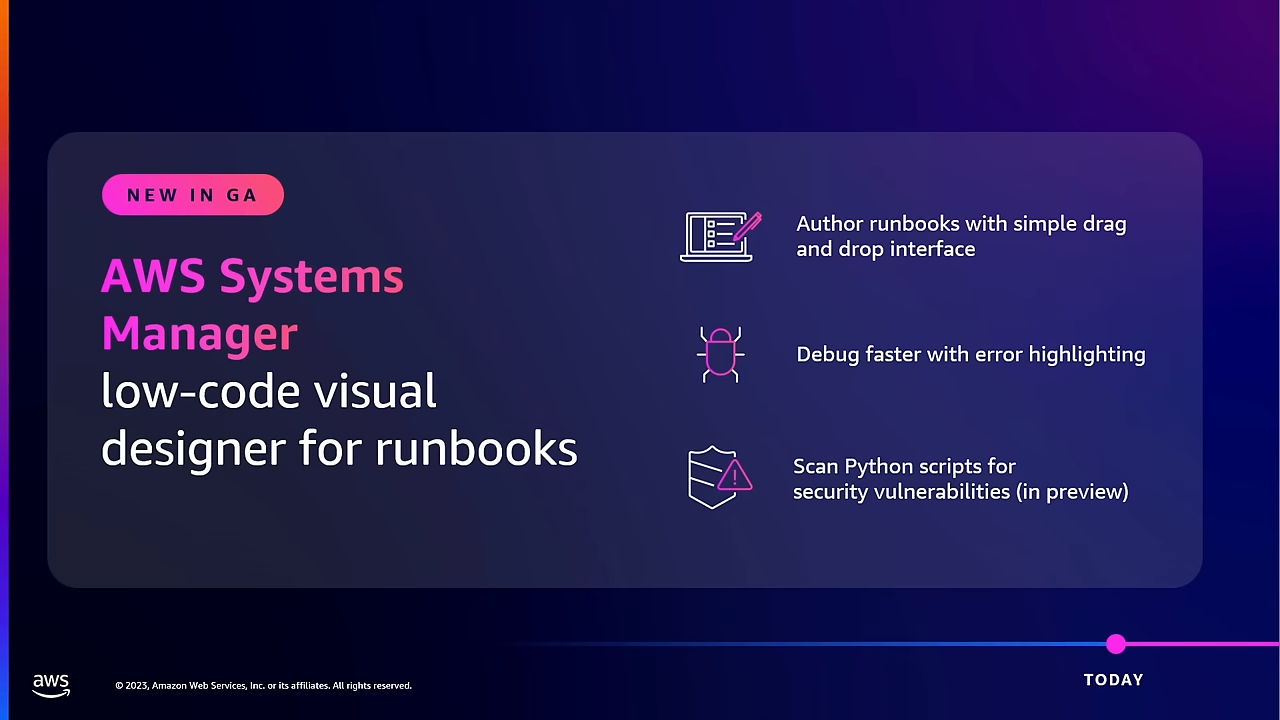 NEW IN GA
AWS Systems
Manager
low-code visual
designer for runbooks
Author runbooks with simple drag
and drop interface
Debug faster with error highlighting
Scan Python scripts for
security vulnerabilities (in preview)
TODAY
aws
© 2023, Amazon Web Services, Inc. or its affiliates. All rights reserved.